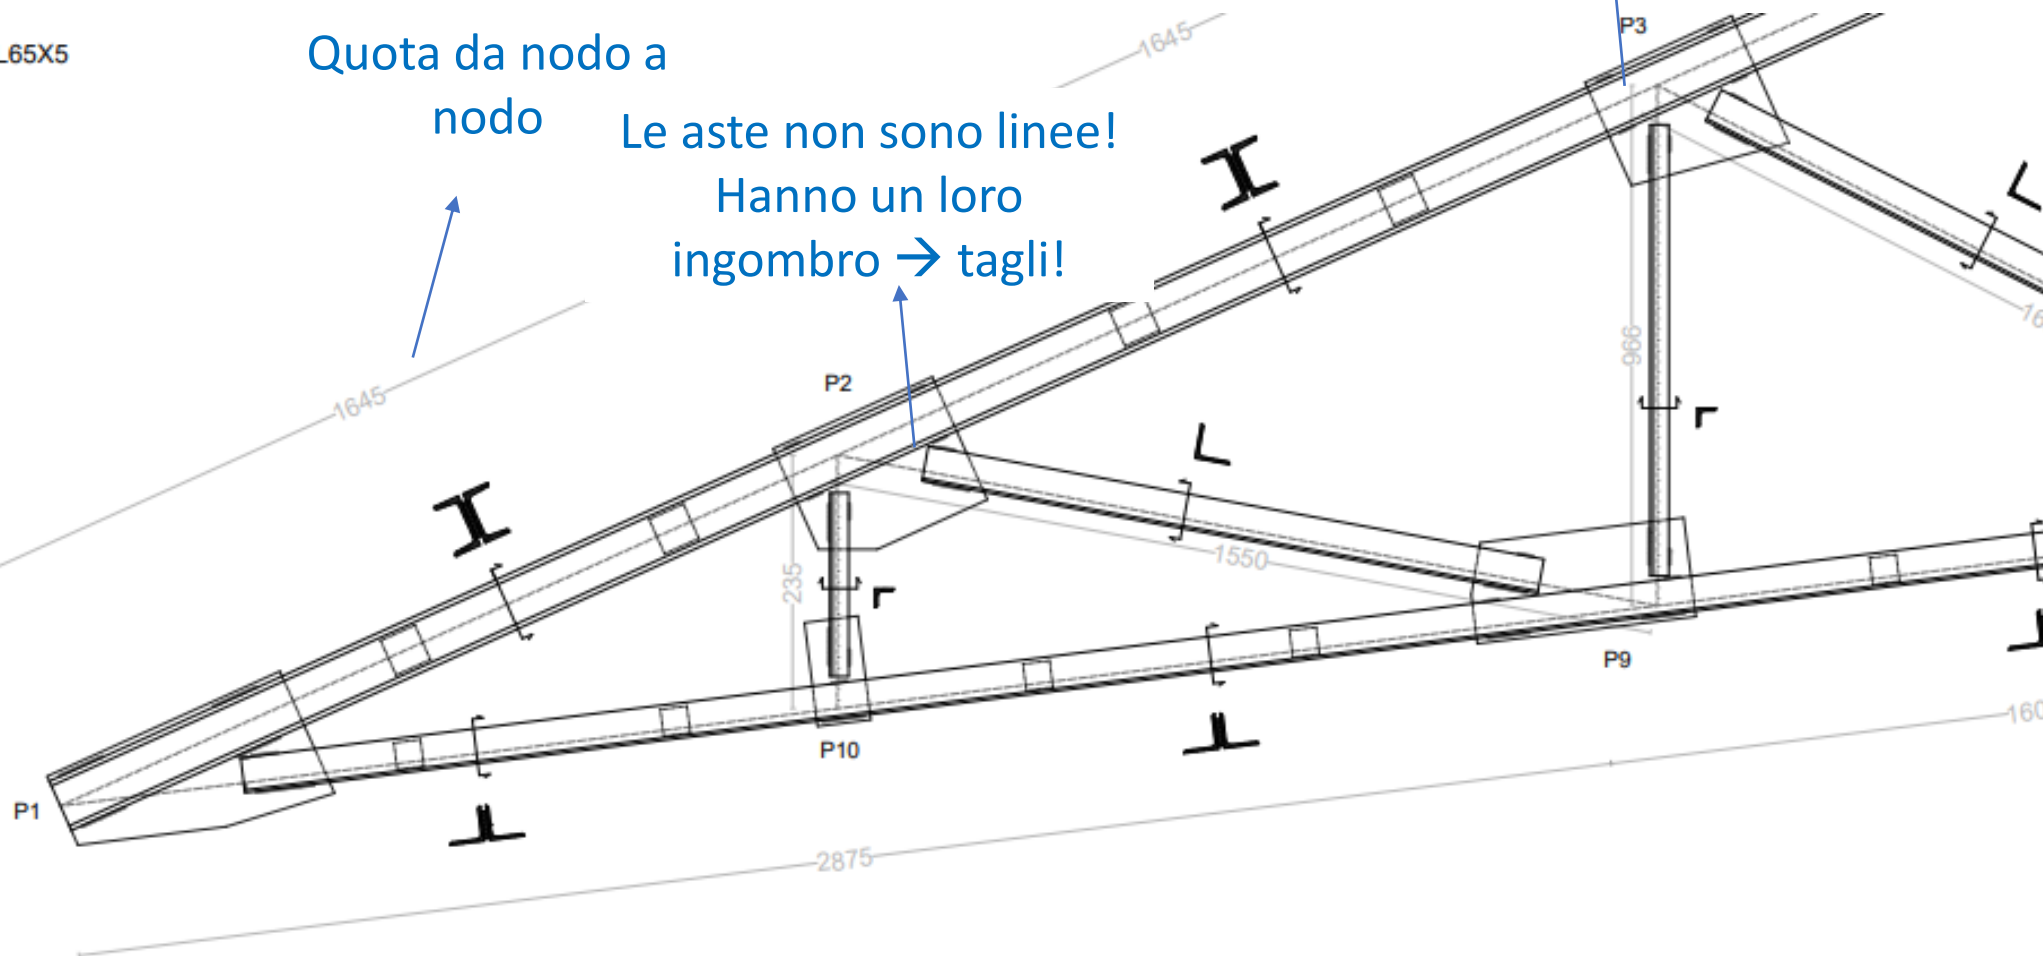 L65X5
Quota da nodo a
nodo
Le aste non sono linee!
Hanno un loro
ingombro → tagli!
1645
P3
1645
P2
966
235
1550
P9
P10
P1
2875